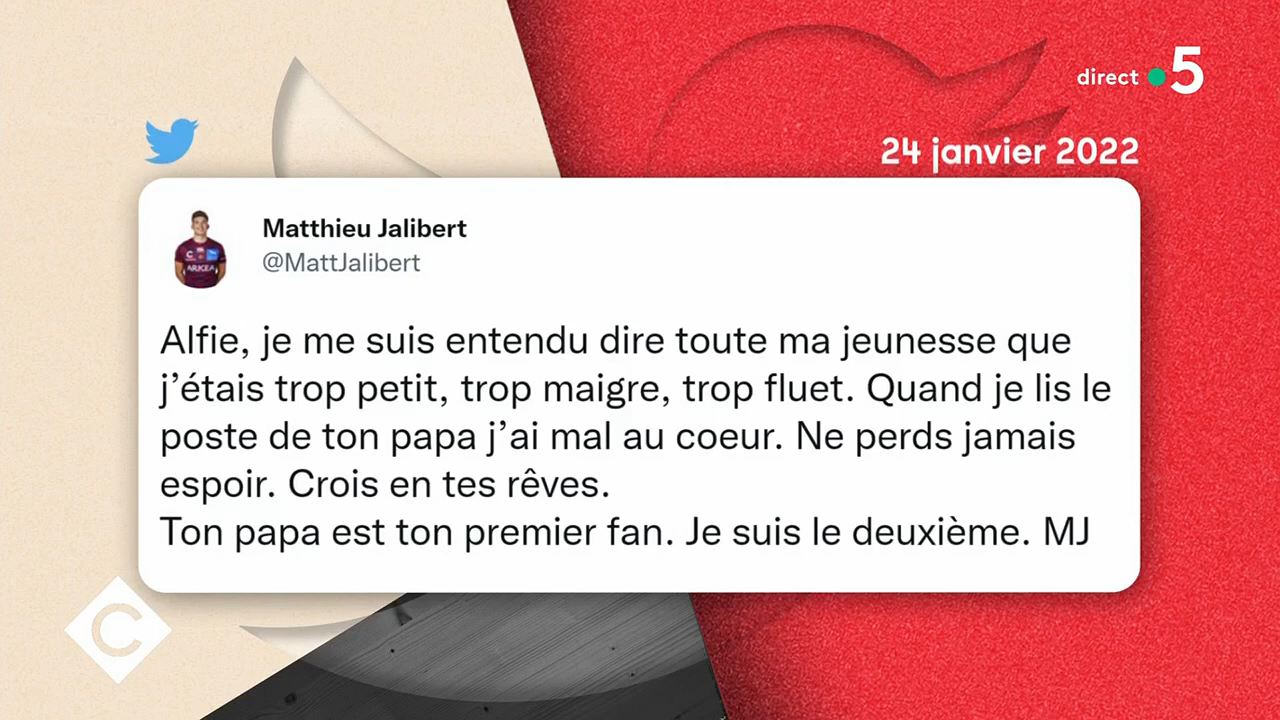 direct 5
24 janvier 2022
Matthieu Jalibert
@MattJalibert
ARKEA
Alfie, je me suis entendu dire toute ma jeunesse que
j’étais trop petit, trop maigre, trop fluet. Quand je lis le
poste de ton papa j’ai mal au coeur. Ne perds jamais
espoir. Crois en tes rêves.
Ton papa est ton premier fan. Je suis le deuxième. MJ
C